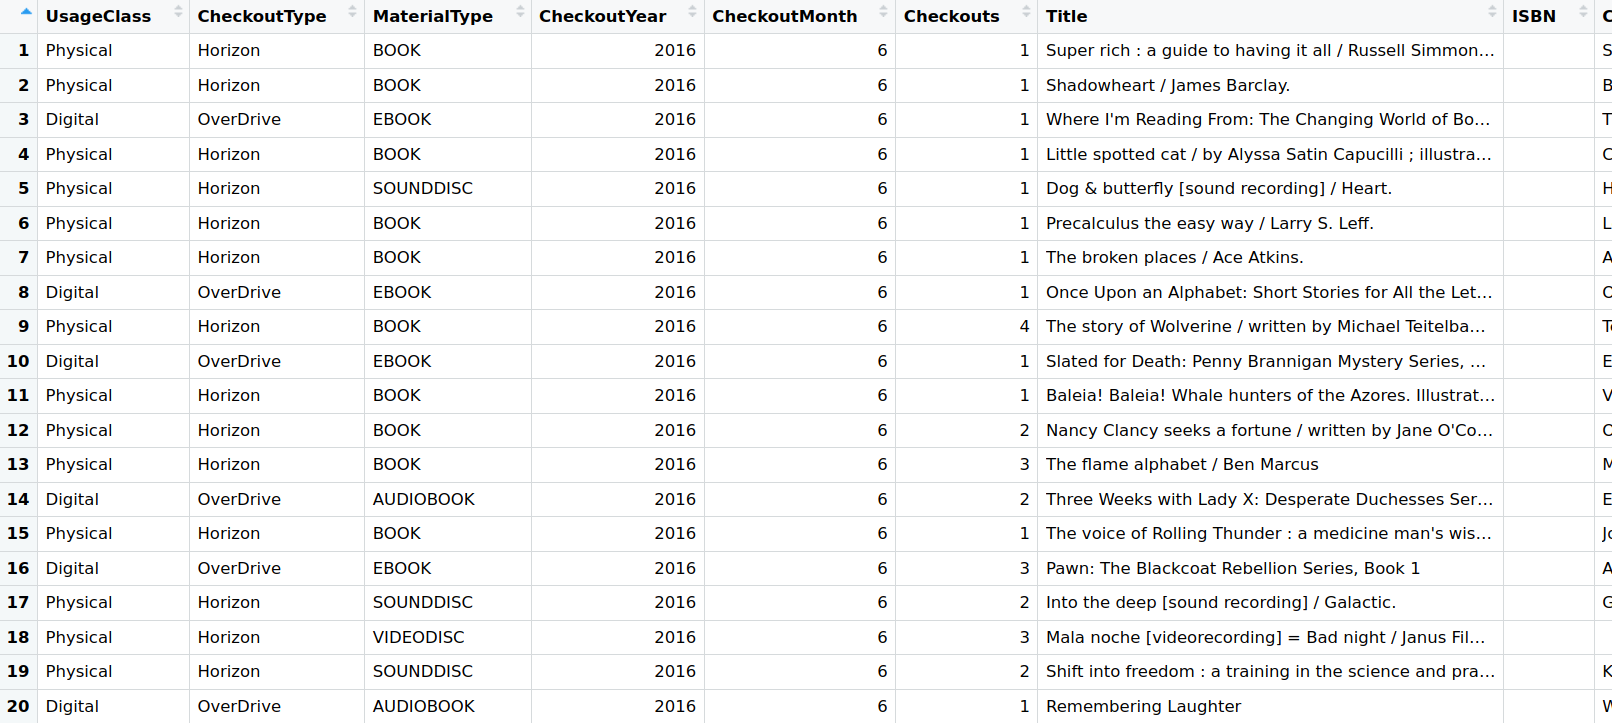 UsageClass CheckoutType MaterialType CheckoutYear CheckoutMonth Checkouts Title ISBN C
1 Physical Horizon BOOK 2016 6 1 Super rich : a guide to having it all / Russell Simmon... S
2 Physical Horizon BOOK 2016 6 1 Shadowheart / James Barclay. B
3 Digital OverDrive EBOOK 2016 6 1 Where I'm Reading From: The Changing World of Bo... T
4 Physical Horizon BOOK 2016 6 1 Little spotted cat / by Alyssa Satin Capucilli ; illustra... C
5 Physical Horizon SOUNDDISC 2016 6 1 Dog & butterfly [sound recording] / Heart. H
6 Physical Horizon BOOK 2016 6 1 Precalculus the easy way / Larry S. Leff. L
7 Physical Horizon BOOK 2016 6 1 The broken places / Ace Atkins. A
8 Digital OverDrive EBOOK 2016 6 1 Once Upon an Alphabet: Short Stories for All the Let...
9 Physical Horizon BOOK 2016 6 4 The story of Wolverine / written by Michael Teitelba... Te
10 Digital OverDrive EBOOK 2016 6 1 Slated for Death: Penny Brannigan Mystery Series, ... E
11 Physical Horizon BOOK 2016 6 1 Baleia! Baleia! Whale hunters of the Azores. Illustrat... V
12 Physical Horizon BOOK 2016 6 2 Nancy Clancy seeks a fortune / written by Jane O'Co...
13 Physical Horizon BOOK 2016 6 3 The flame alphabet / Ben Marcus M
14 Digital OverDrive AUDIOBOOK 2016 6 2 Three Weeks with Lady X: Desperate Duchesses Ser... E
15 Physical Horizon BOOK 2016 6 1 The voice of Rolling Thunder : a medicine man's wis... Jo
16 Digital OverDrive EBOOK 2016 6 3 Pawn: The Blackcoat Rebellion Series, Book 1 A
17 Physical Horizon SOUNDDISC 2016 6 2 Into the deep [sound recording] / Galactic. G
18 Physical Horizon VIDEODISC 2016 6 3 Mala noche [videorecording] = Bad night / Janus Fil...
19 Physical Horizon SOUNDDISC 2016 6 2 Shift into freedom : a training in the science and pra... K
20 Digital OverDrive AUDIOBOOK 2016 6 1 Remembering Laughter W